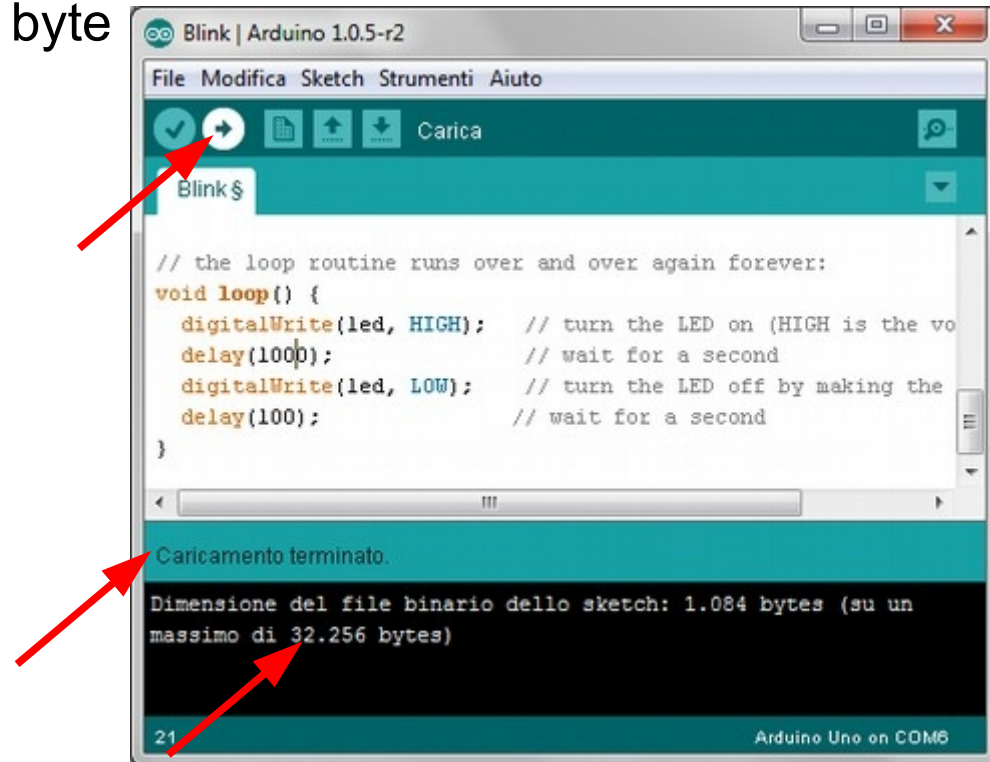 byte
Blink | Arduino 1.0.5-r2
File Modifica Sketch Strumenti Aiuto
Carica
Blink §
// the loop routine runs over and over again forever:
void loop() {
digitalWrite(led, HIGH); // turn the LED on (HIGH is the vo
delay(1000); // wait for a second
digitalWrite(led, LOW); // turn the LED off by making the
delay(100); // wait for a second
}
Caricamento terminato.
Dimensione del file binario dello sketch: 1.084 bytes (su un
massimo di 32.256 bytes)
21 Arduino Uno on COM6